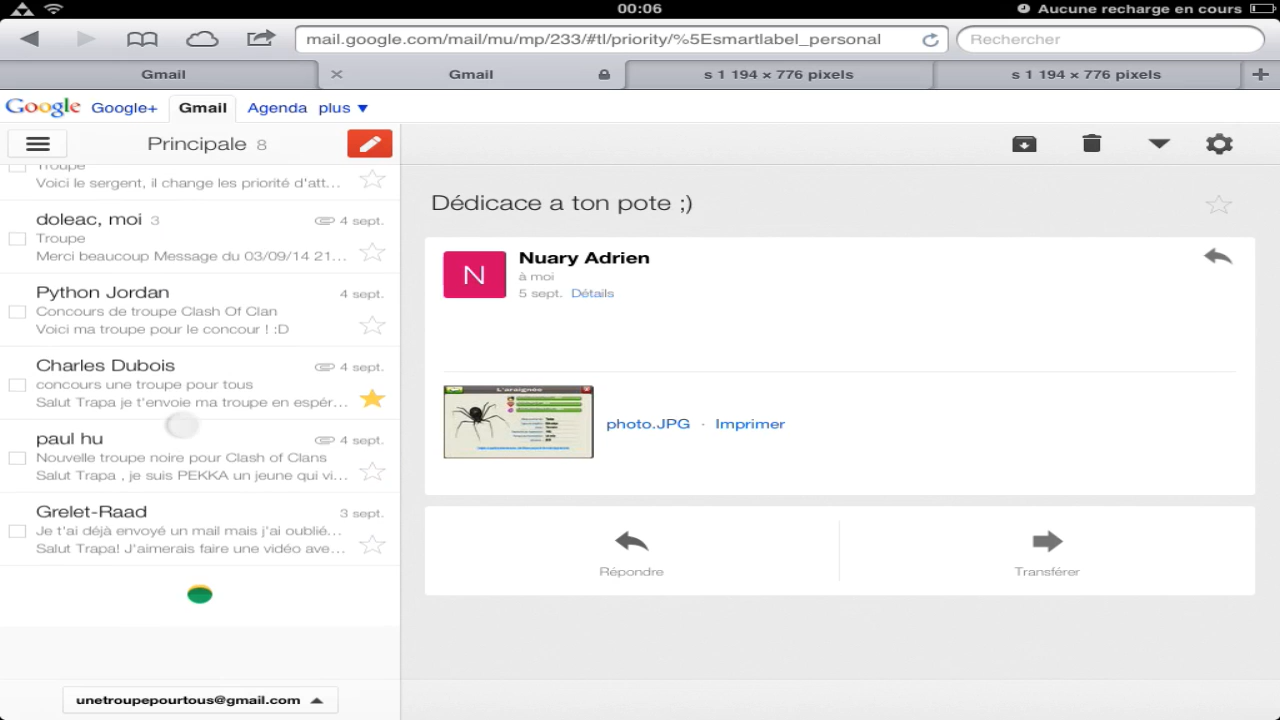 00:06
Aucune recharge en cours
mail.google.com/mail/mu/mp/233/#tl/priority/%5Esmartlabel_personal
Rechercher
Gmail
Gmail
s 1 194 × 776 pixels
s 1 194 × 776 pixels
Google Google+ Gmail Agenda plus
Principale 8
Troupe
Voici le sergent, il change les priorité d'att...
doleac, moi 3
4 sept.
Troupe
Merci beaucoup Message du 03/09/14 21...
Python Jordan
4 sept.
Concours de troupe Clash Of Clan
Voici ma troupe pour le concour ! :D
Charles Dubois
4 sept.
concours une troupe pour tous
Salut Trapa je t'envoie ma troupe en espér...
paul hu
4 sept.
Nouvelle troupe noire pour Clash of Clans
Salut Trapa , je suis PEKKA un jeune qui vi...
Grelet-Raad
3 sept.
Je t'ai déjà envoyé un mail mais j'ai oublié...
Salut Trapa! J'aimerais faire une vidéo ave...
unetroupepourtous@gmail.com
Dédicace a ton pote ;)
N
Nuary Adrien
à moi
5 sept. Détails
L'araignée
photo.JPG · Imprimer
Répondre
Transférer